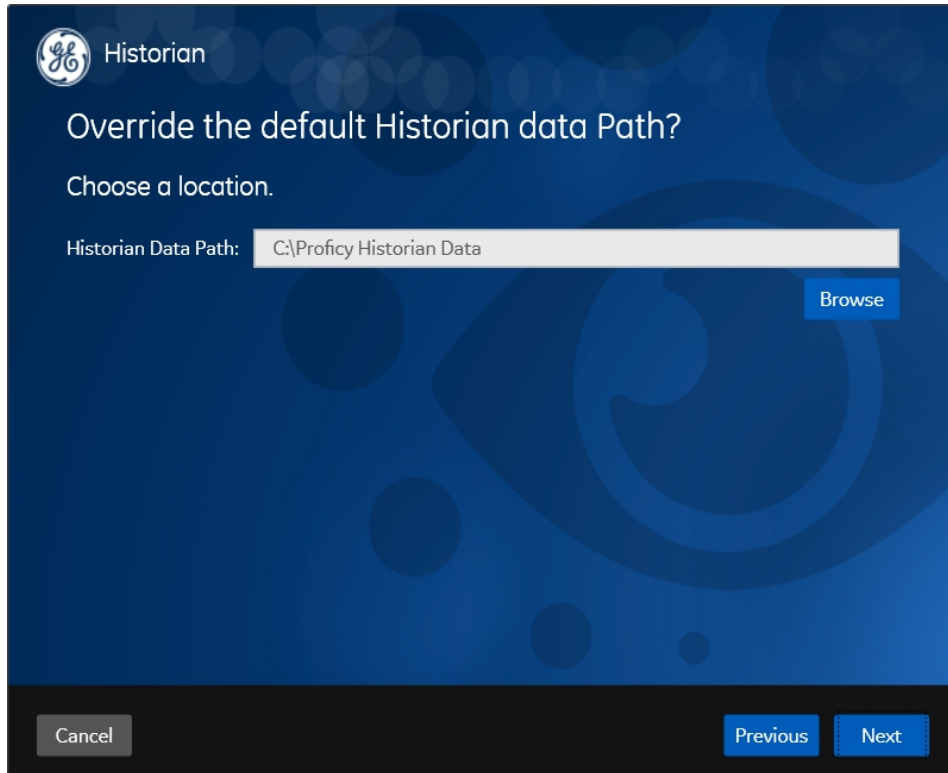 Historian
Override the default Historian data Path?
Choose a location.
Historian Data Path: C:\Proficy Historian Data
Browse
Cancel Previous Next